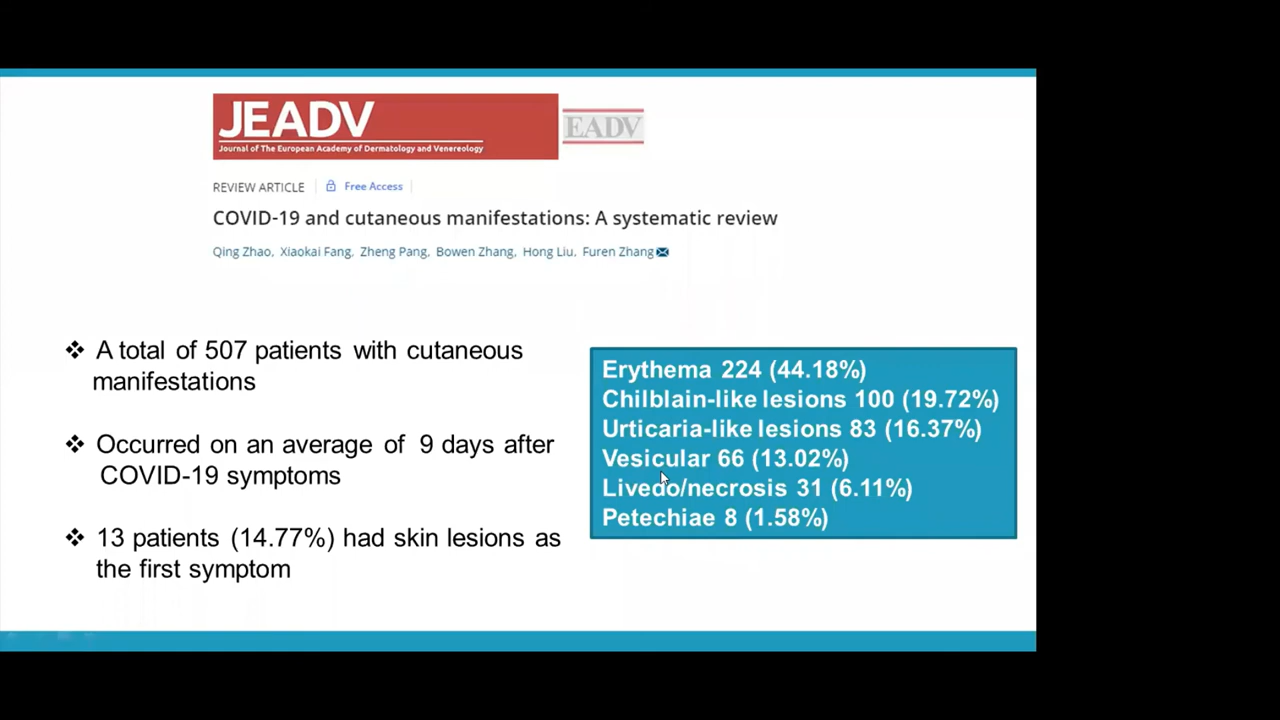 JEADV
EADV
Journal of The European Academy of Dermatology and Venereology
REVIEW ARTICLE Free Access
COVID-19 and cutaneous manifestations: A systematic review
Qing Zhao, Xiaokai Fang, Zheng Pang, Bowen Zhang, Hong Liu, Furen Zhang
❖ A total of 507 patients with cutaneous
manifestations
❖ Occurred on an average of 9 days after
COVID-19 symptoms
❖ 13 patients (14.77%) had skin lesions as
the first symptom
Erythema 224 (44.18%)
Chilblain-like lesions 100 (19.72%)
Urticaria-like lesions 83 (16.37%)
Vesicular 66 (13.02%)
Livedo/necrosis 31 (6.11%)
Petechiae 8 (1.58%)